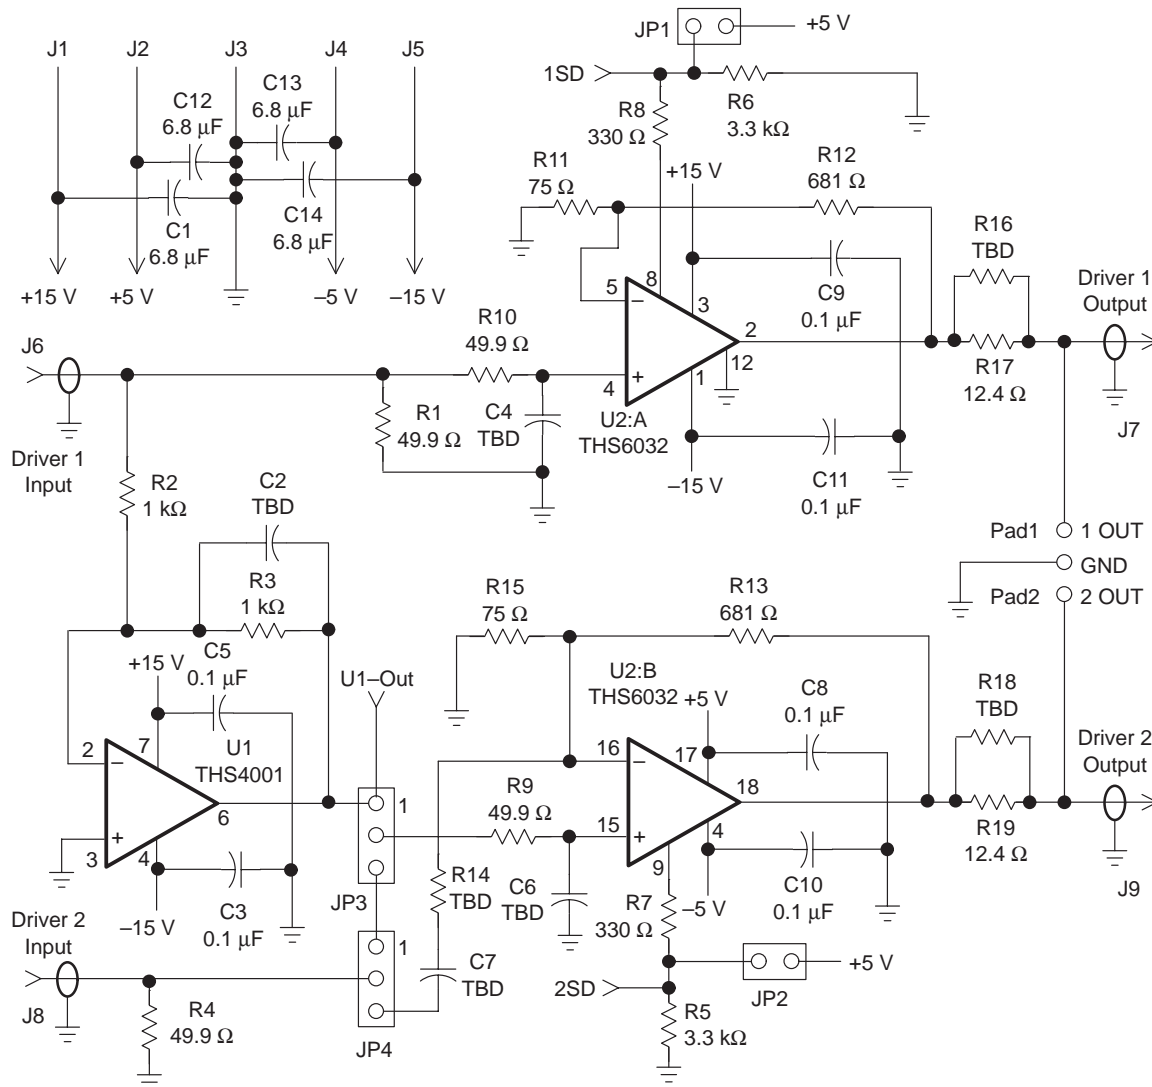 JP1
+5 V
J1
J2
J3
J4
J5
C12
6.8 µF
C13
6.8 µF
C1
6.8 µF
C14
6.8 µF
+15 V
+5 V
–5 V
–15 V
1SD
R8
330 Ω
R6
3.3 kΩ
R11
75 Ω
+15 V
R12
681 Ω
R16
TBD
Driver 1
Output
5
8
3
C9
0.1 µF
2
12
–
+
4
1
U2:A
THS6032
R17
12.4 Ω
J7
J6
Driver 1
Input
R10
49.9 Ω
R1
49.9 Ω
C4
TBD
–15 V
C11
0.1 µF
R2
1 kΩ
C2
TBD
R3
1 kΩ
Pad1
1 OUT
GND
Pad2
2 OUT
R15
75 Ω
R13
681 Ω
+15 V
C5
0.1 µF
U1–Out
U2:B
THS6032
+5 V
C8
0.1 µF
R18
TBD
Driver 2
Output
2
7
U1
THS4001
–
+
6
3
4
1
16
17
18
–
+
15
4
9
R9
49.9 Ω
R19
12.4 Ω
J9
–15 V
C3
0.1 µF
JP3
R14
TBD
C6
TBD
R7
330 Ω
–5 V
C10
0.1 µF
Driver 2
Input
J8
R4
49.9 Ω
1
JP4
C7
TBD
2SD
JP2
+5 V
R5
3.3 kΩ